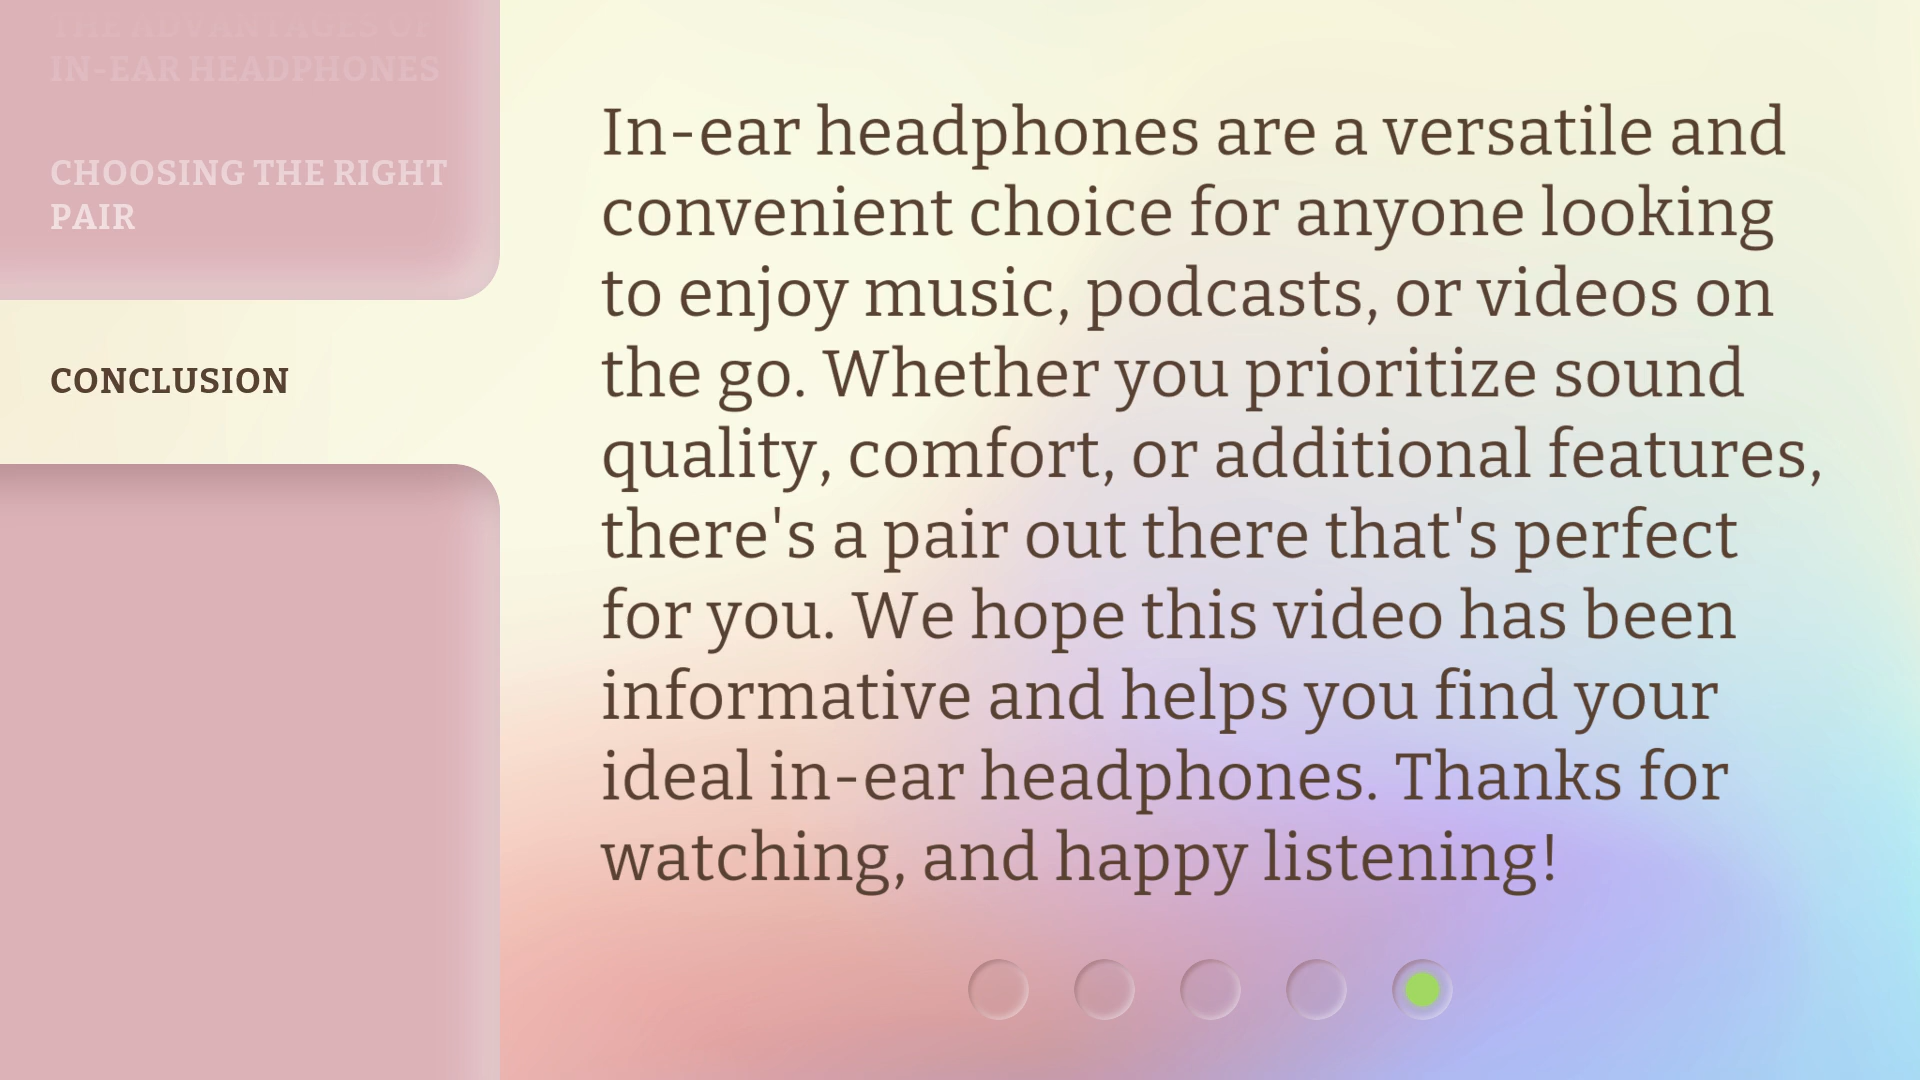 THE ADVANTAGES OF
IN-EAR HEADPHONES
CHOOSING THE RIGHT
PAIR
CONCLUSION
In-ear headphones are a versatile and
convenient choice for anyone looking
to enjoy music, podcasts, or videos on
the go. Whether you prioritize sound
quality, comfort, or additional features,
there's a pair out there that's perfect
for you. We hope this video has been
informative and helps you find your
ideal in-ear headphones. Thanks for
watching, and happy listening!